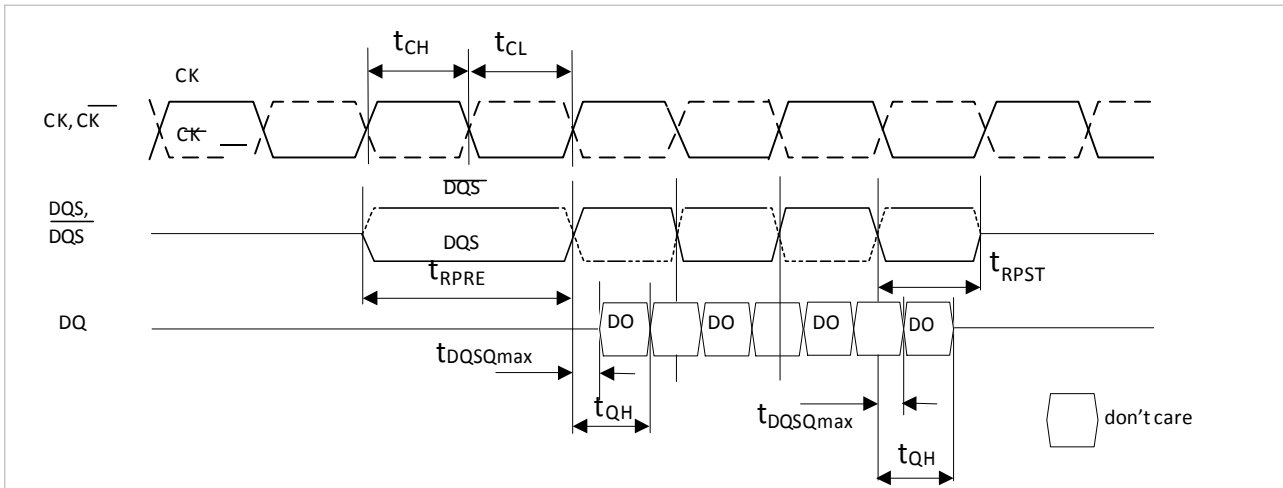 tCH
tCL
CK
CK, CK
CK
DQS
DQS,
DQS
DQS
tRPRE
tRPST
DQ
DO
DO
DO
DO
tDQSQmax
tQH
tDQSQmax
don't care
tQH